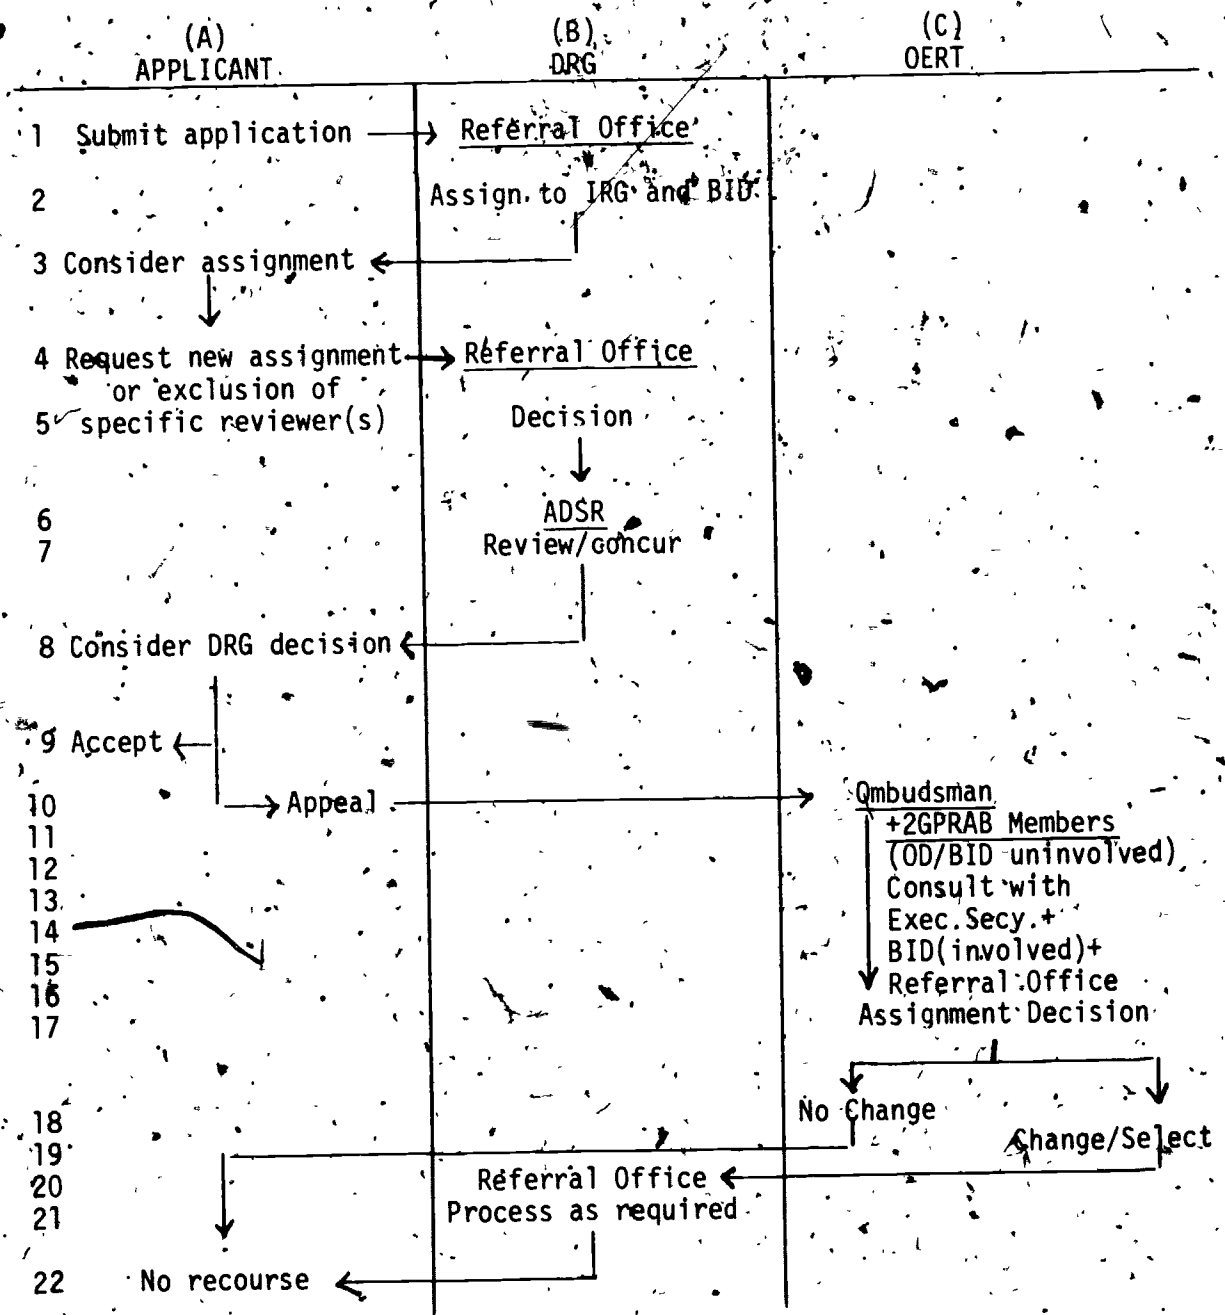 (A) (B) (C)
APPLICANT DRG OERT
1 Submit application Referral Office
2 Assign to IRG and BID
3 Consider assignment
4 Request new assignment Referral Office
or exclusion of
5 specific reviewer(s) Decision
6 ADSR
7 Review/concur
8 Consider DRG decision
9 Accept
10 Appeal Ombudsman
11 +2GPRAB Members
12 (OD/BID uninvolved)
13 Consult with
14 Exec.Secy.+
15 BID(involved)+
16 Referral Office
17 Assignment Decision
18 No Change
19 Change/Select
20 Referral Office
21 Process as required
22 No recourse